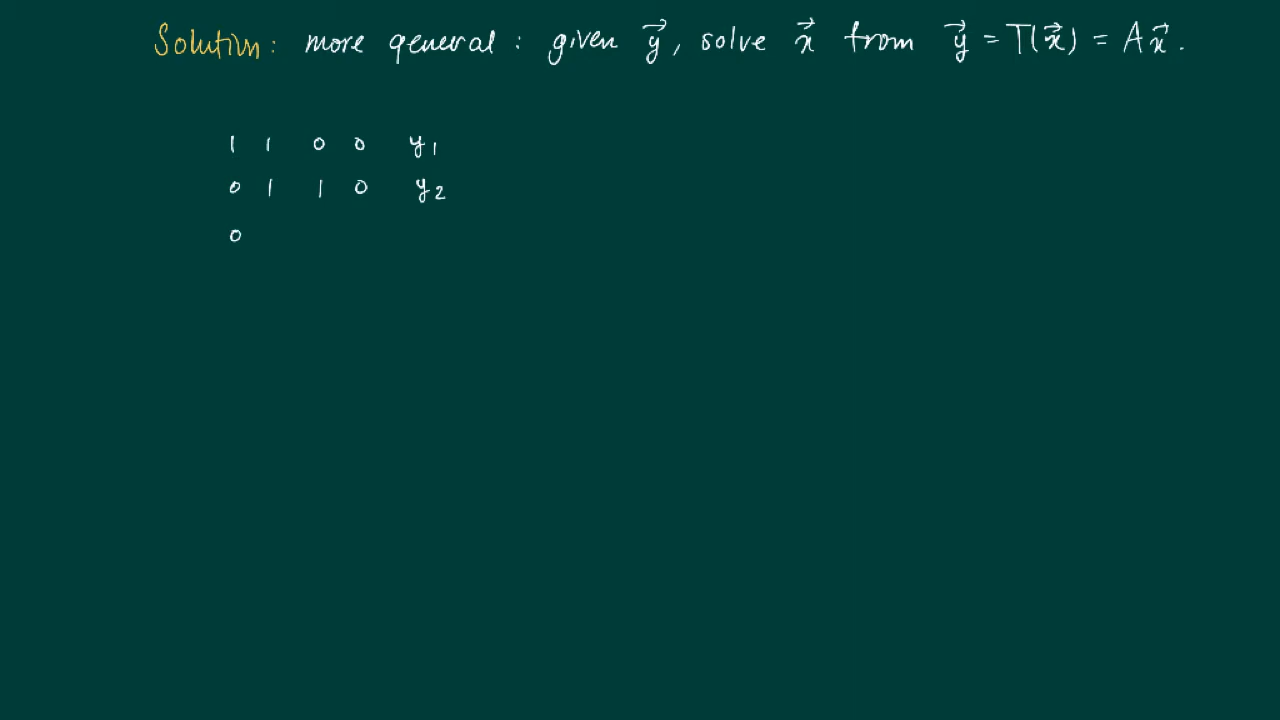 Solution: more general: given y⃗, solve x⃗ from y⃗ = T(x⃗) = Ax⃗.
1 1 0 0 y₁
0 1 1 0 y₂
0